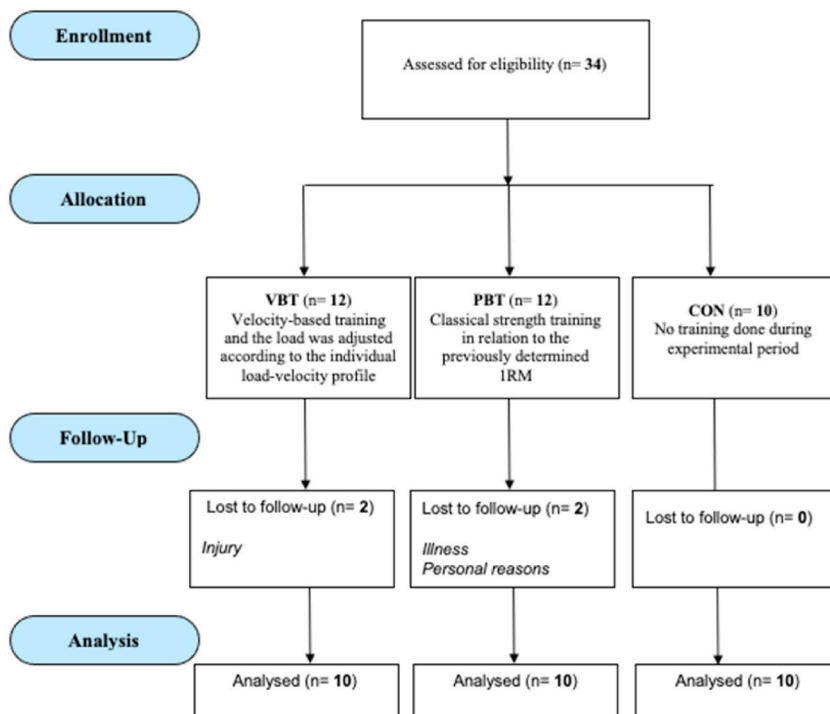 Enrollment
Assessed for eligibility (n= 34)
Allocation
VBT (n= 12)
Velocity-based training
and the load was adjusted
according to the individual
load-velocity profile
PBT (n= 12)
Classical strength training
in relation to the
previously determined
1RM
CON (n= 10)
No training done during
experimental period
Follow-Up
Lost to follow-up (n= 2)
Injury
Lost to follow-up (n= 2)
Illness
Personal reasons
Lost to follow-up (n= 0)
Analysis
Analysed (n= 10)
Analysed (n= 10)
Analysed (n= 10)